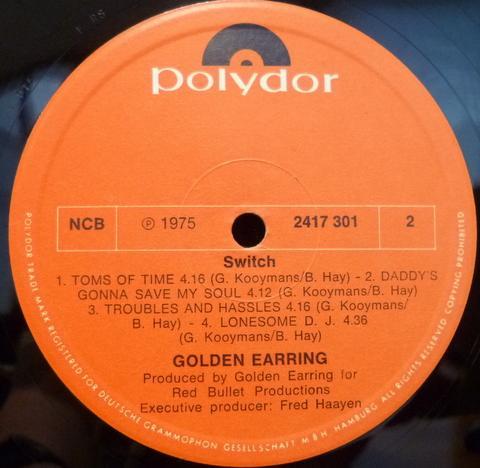 polydor
NCB ℗ 1975 2417 301 2
Switch
1. TOMS OF TIME 4.16 (G. Kooymans/B. Hay) - 2. DADDY'S
GONNA SAVE MY SOUL 4.12 (G. Kooymans/B. Hay)
3. TROUBLES AND HASSLES 4.16 (G. Kooymans/
B. Hay) - 4. LONESOME D. J. 4.36
(G. Kooymans/B. Hay)
GOLDEN EARRING
Produced by Golden Earring for
Red Bullet Productions
Executive producer: Fred Haayen
POLYDOR TRADE MARK REGISTERED FOR DEUTSCHE GRAMMOPHON GESELLSCHAFT M B H. HAMBURG. ALL RIGHTS RESERVED COPYING PROHIBITED